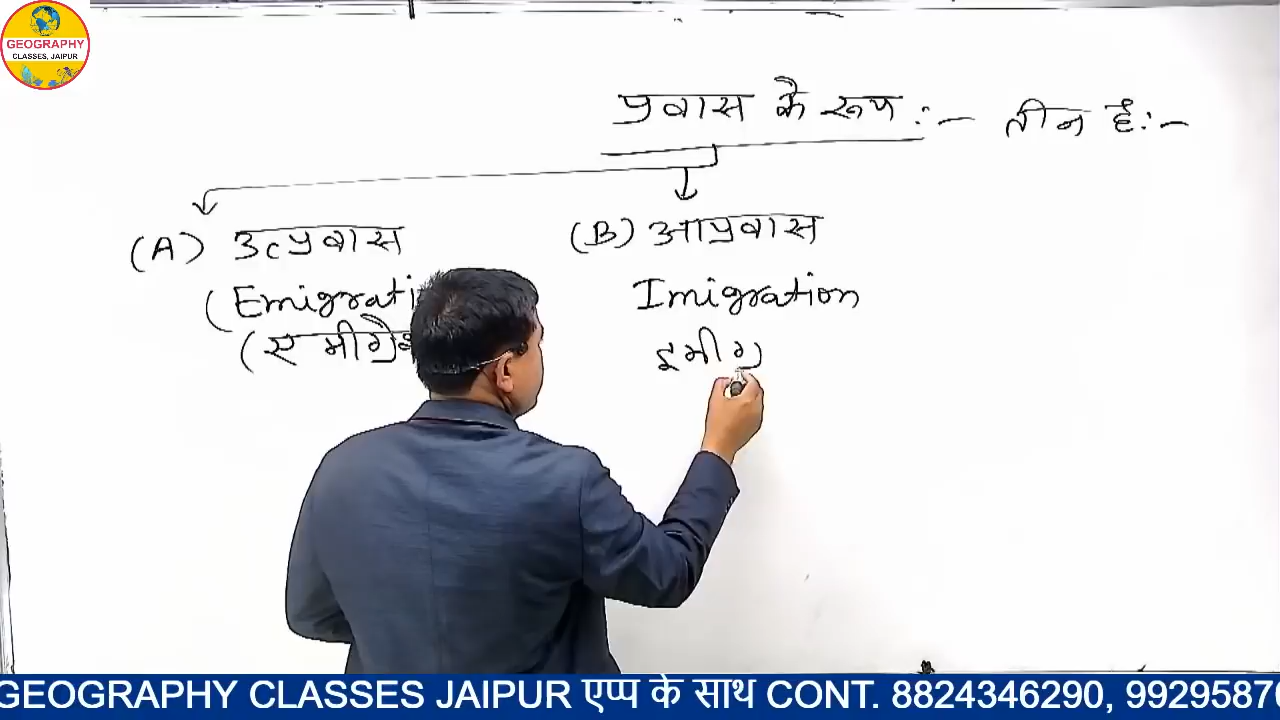 GEOGRAPHY
CLASSES, JAIPUR
प्रवास के रूप :- तीन है :-
(A) उत्प्रवास
(B) आप्रवास
(Emigrati
Imigration
(एमीग्रे
इमीग्र
GEOGRAPHY CLASSES JAIPUR एप्प के साथ CONT. 8824346290, 99295870